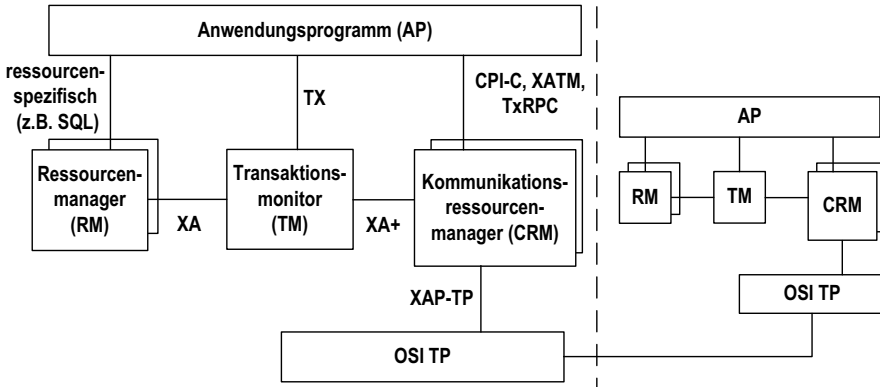 Anwendungsprogramm (AP)
ressourcen-
spezifisch
(z.B. SQL)
TX
CPI-C, XATM,
TxRPC
Ressourcen-
manager
(RM)
XA
Transaktions-
monitor
(TM)
XA+
Kommunikations-
ressourcen-
manager (CRM)
XAP-TP
OSI TP
AP
RM
TM
CRM
OSI TP